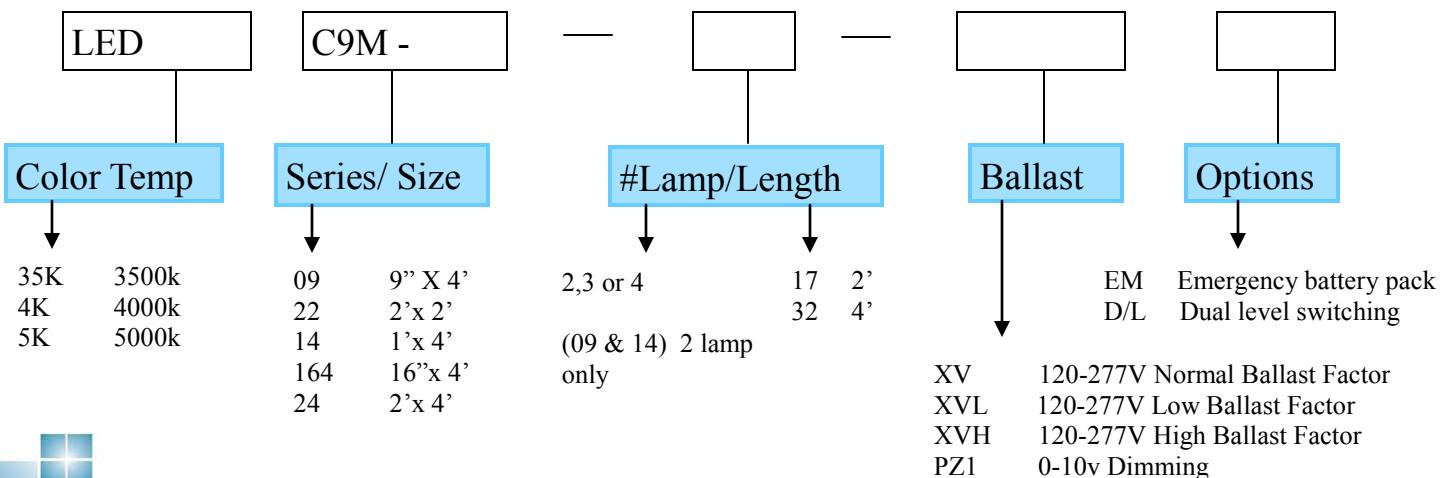 LED C9M - — —
Color Temp Series/ Size #Lamp/Length Ballast Options
35K 3500k
4K 4000k
5K 5000k
09 9” X 4’
22 2’x 2’
14 1’x 4’
164 16”x 4’
24 2’x 4’
2,3 or 4
(09 & 14) 2 lamp
only
17 2’
32 4’
XV 120-277V Normal Ballast Factor
XVL 120-277V Low Ballast Factor
XVH 120-277V High Ballast Factor
PZ1 0-10v Dimming
EM Emergency battery pack
D/L Dual level switching